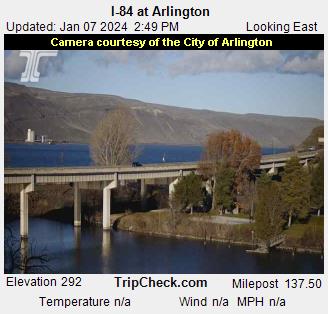 I-84 at Arlington
Updated: Jan 07 2024 2:49 PM Looking East
Camera courtesy of the City of Arlington
Elevation 292 TripCheck.com Milepost 137.50
Temperature n/a Wind n/a MPH n/a